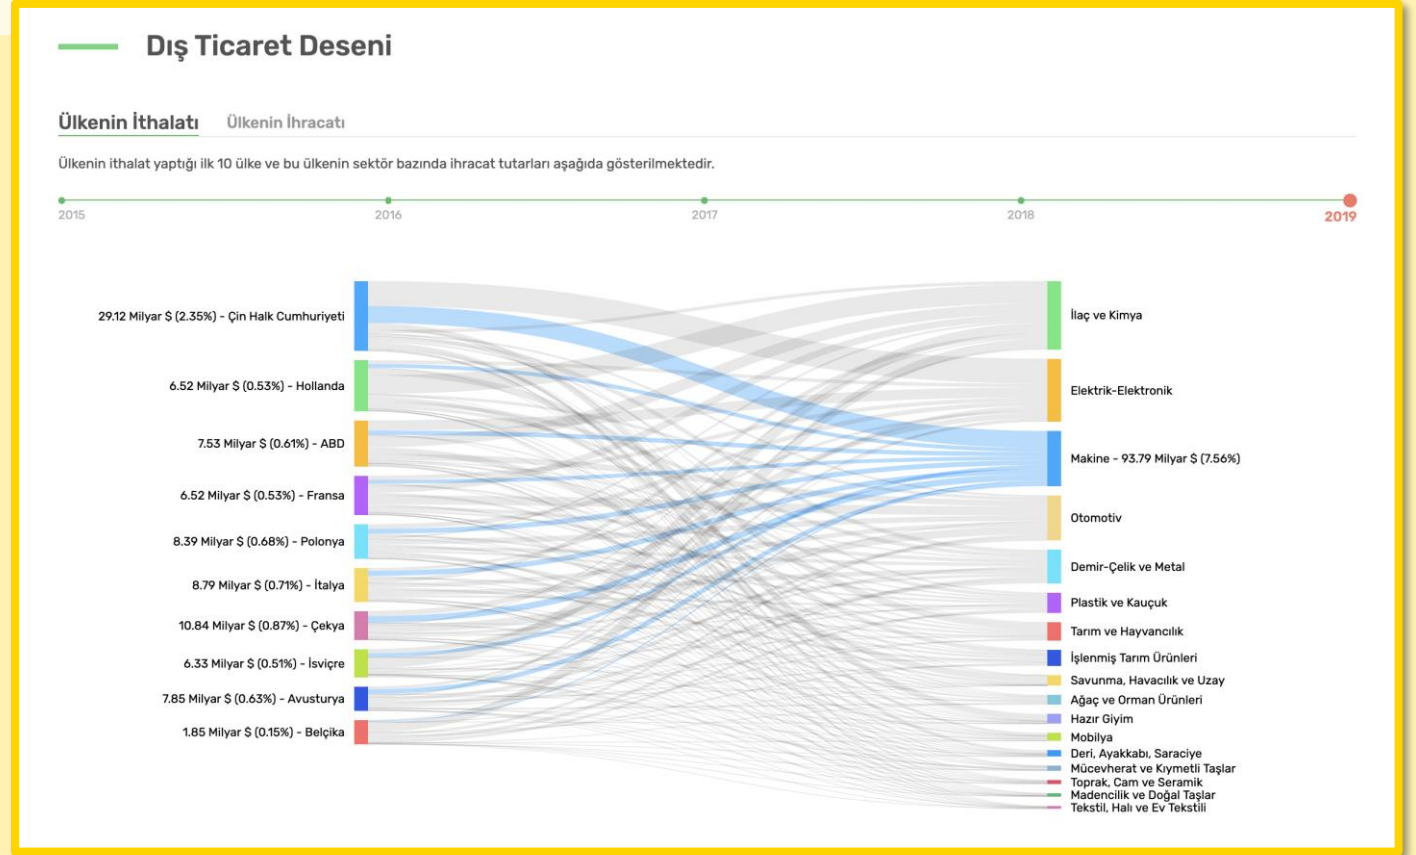 Dış Ticaret Deseni
Ülkenin İthalatı
Ülkenin İhracatı
Ülkenin ithalat yaptığı ilk 10 ülke ve bu ülkenin sektör bazında ihracat tutarları aşağıda gösterilmektedir.
2015
2016
2017
2018
2019
29.12 Milyar $ (2.35%) - Çin Halk Cumhuriyeti
6.52 Milyar $ (0.53%) - Hollanda
7.53 Milyar $ (0.61%) - ABD
6.52 Milyar $ (0.53%) - Fransa
8.39 Milyar $ (0.68%) - Polonya
8.79 Milyar $ (0.71%) - İtalya
10.84 Milyar $ (0.87%) - Çekya
6.33 Milyar $ (0.51%) - İsviçre
7.85 Milyar $ (0.63%) - Avusturya
1.85 Milyar $ (0.15%) - Belçika
İlaç ve Kimya
Elektrik-Elektronik
Makine - 93.79 Milyar $ (7.56%)
Otomotiv
Demir-Çelik ve Metal
Plastik ve Kauçuk
Tarım ve Hayvancılık
İşlenmiş Tarım Ürünleri
Savunma, Havacılık ve Uzay
Ağaç ve Orman Ürünleri
Hazır Giyim
Mobilya
Deri, Ayakkabı, Saraciye
Mücevherat ve Kıymetli Taşlar
Toprak, Cam ve Seramik
Madencilik ve Doğal Taşlar
Tekstil, Halı ve Ev Tekstili